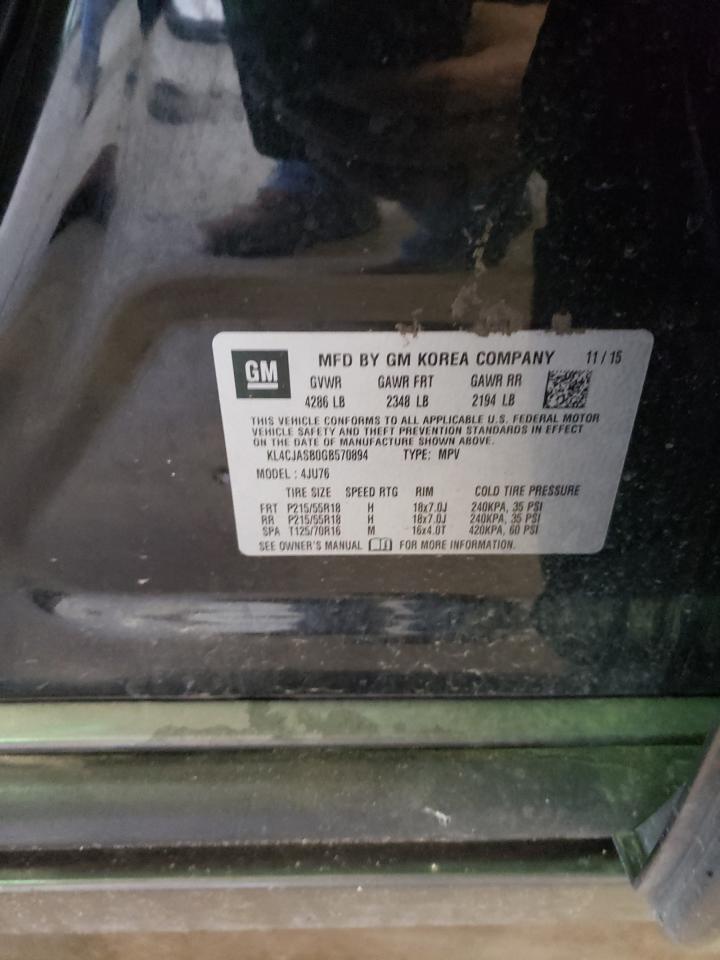 GM MFD BY GM KOREA COMPANY 11/15
GVWR GAWR FRT GAWR RR
4286 LB 2348 LB 2194 LB
THIS VEHICLE CONFORMS TO ALL APPLICABLE U.S. FEDERAL MOTOR
VEHICLE SAFETY AND THEFT PREVENTION STANDARDS IN EFFECT
ON THE DATE OF MANUFACTURE SHOWN ABOVE.
KL4CJASB0GB570894 TYPE: MPV
MODEL : 4JU76
TIRE SIZE SPEED RTG RIM COLD TIRE PRESSURE
FRT P215/55R18 H 18x7.0J 240KPA, 35 PSI
RR P215/55R18 H 18x7.0J 240KPA, 35 PSI
SPA T125/70R16 M 16x4.0T 420KPA, 60 PSI
SEE OWNER'S MANUAL FOR MORE INFORMATION.